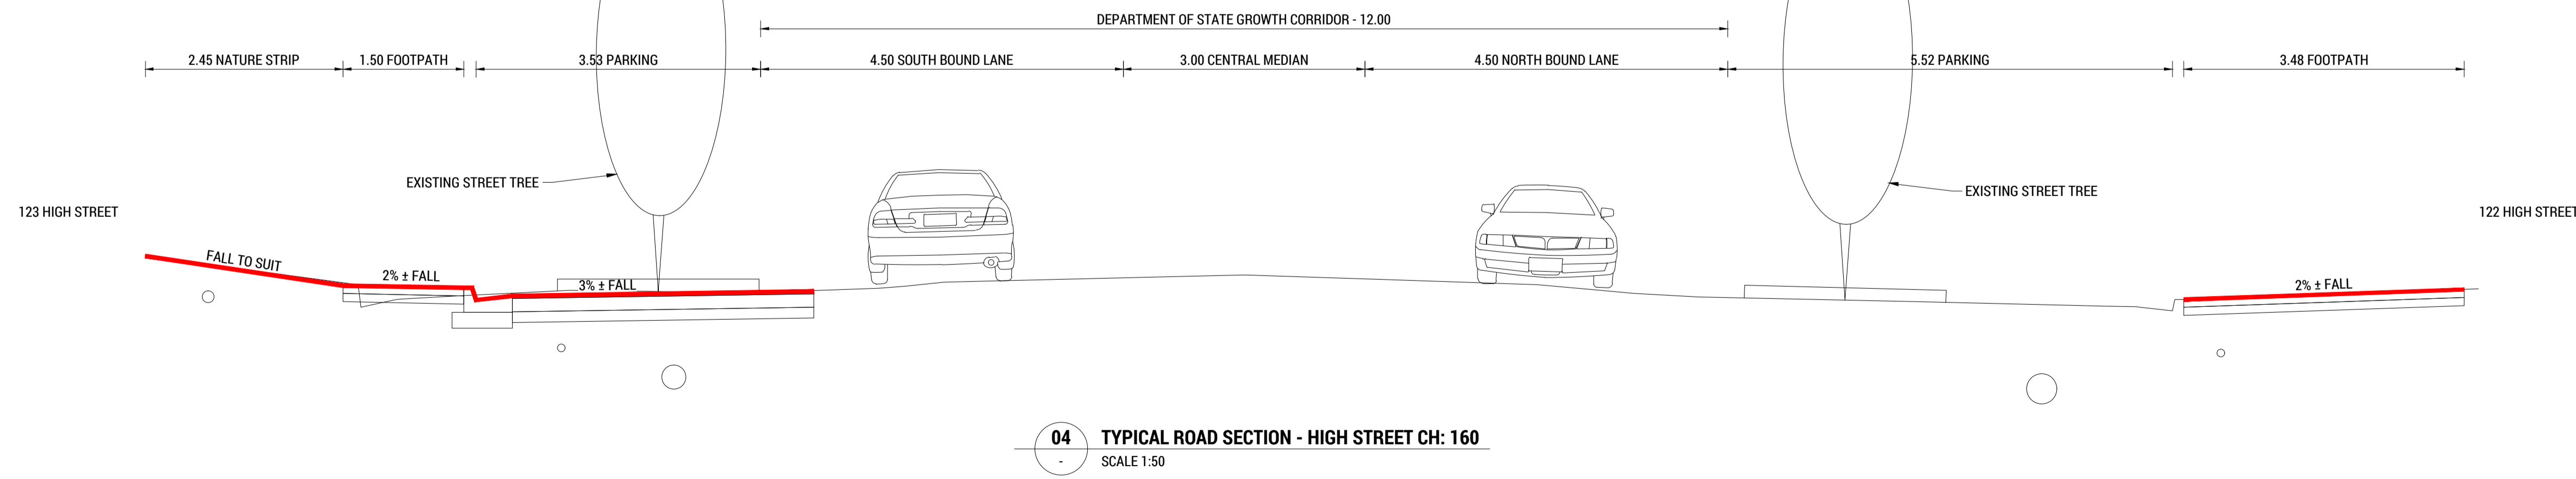 DEPARTMENT OF STATE GROWTH CORRIDOR - 12.00
2.45 NATURE STRIP
1.50 FOOTPATH
3.53 PARKING
4.50 SOUTH BOUND LANE
3.00 CENTRAL MEDIAN
4.50 NORTH BOUND LANE
5.52 PARKING
3.48 FOOTPATH
EXISTING STREET TREE
EXISTING STREET TREE
123 HIGH STREET
122 HIGH STREET
FALL TO SUIT
2% ± FALL
3% ± FALL
2% ± FALL
04
-
TYPICAL ROAD SECTION - HIGH STREET CH: 160
SCALE 1:50